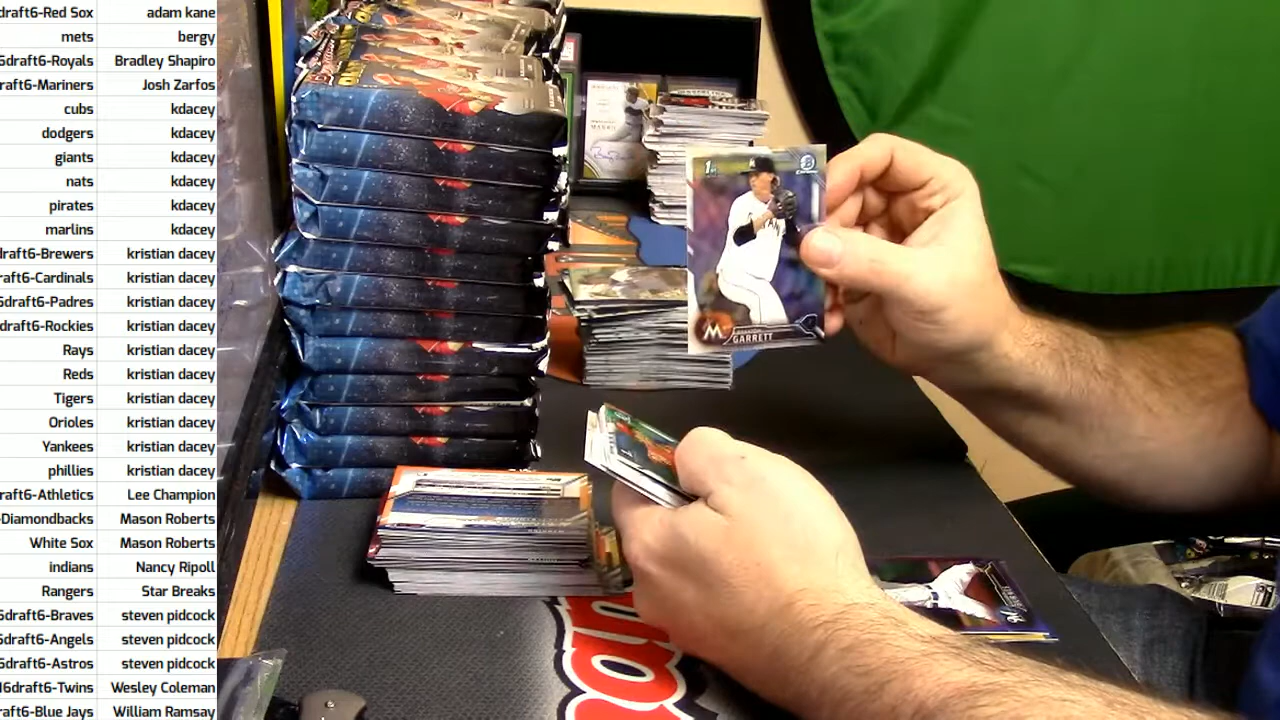 draft6-Red Sox adam kane
mets bergy
6draft6-Royals Bradley Shapiro
raft6-Mariners Josh Zarfos
cubs kdacey
dodgers kdacey
giants kdacey
nats kdacey
pirates kdacey
marlins kdacey
draft6-Brewers kristian dacey
raft6-Cardinals kristian dacey
6draft6-Padres kristian dacey
draft6-Rockies kristian dacey
Rays kristian dacey
Reds kristian dacey
Tigers kristian dacey
Orioles kristian dacey
Yankees kristian dacey
phillies kristian dacey
raft6-Athletics Lee Champion
-Diamondbacks Mason Roberts
White Sox Mason Roberts
indians Nancy Ripoll
Rangers Star Breaks
6draft6-Braves steven pidcock
6draft6-Angels steven pidcock
6draft6-Astros steven pidcock
16draft6-Twins Wesley Coleman
raft6-Blue Jays William Ramsay
1st
GARRETT